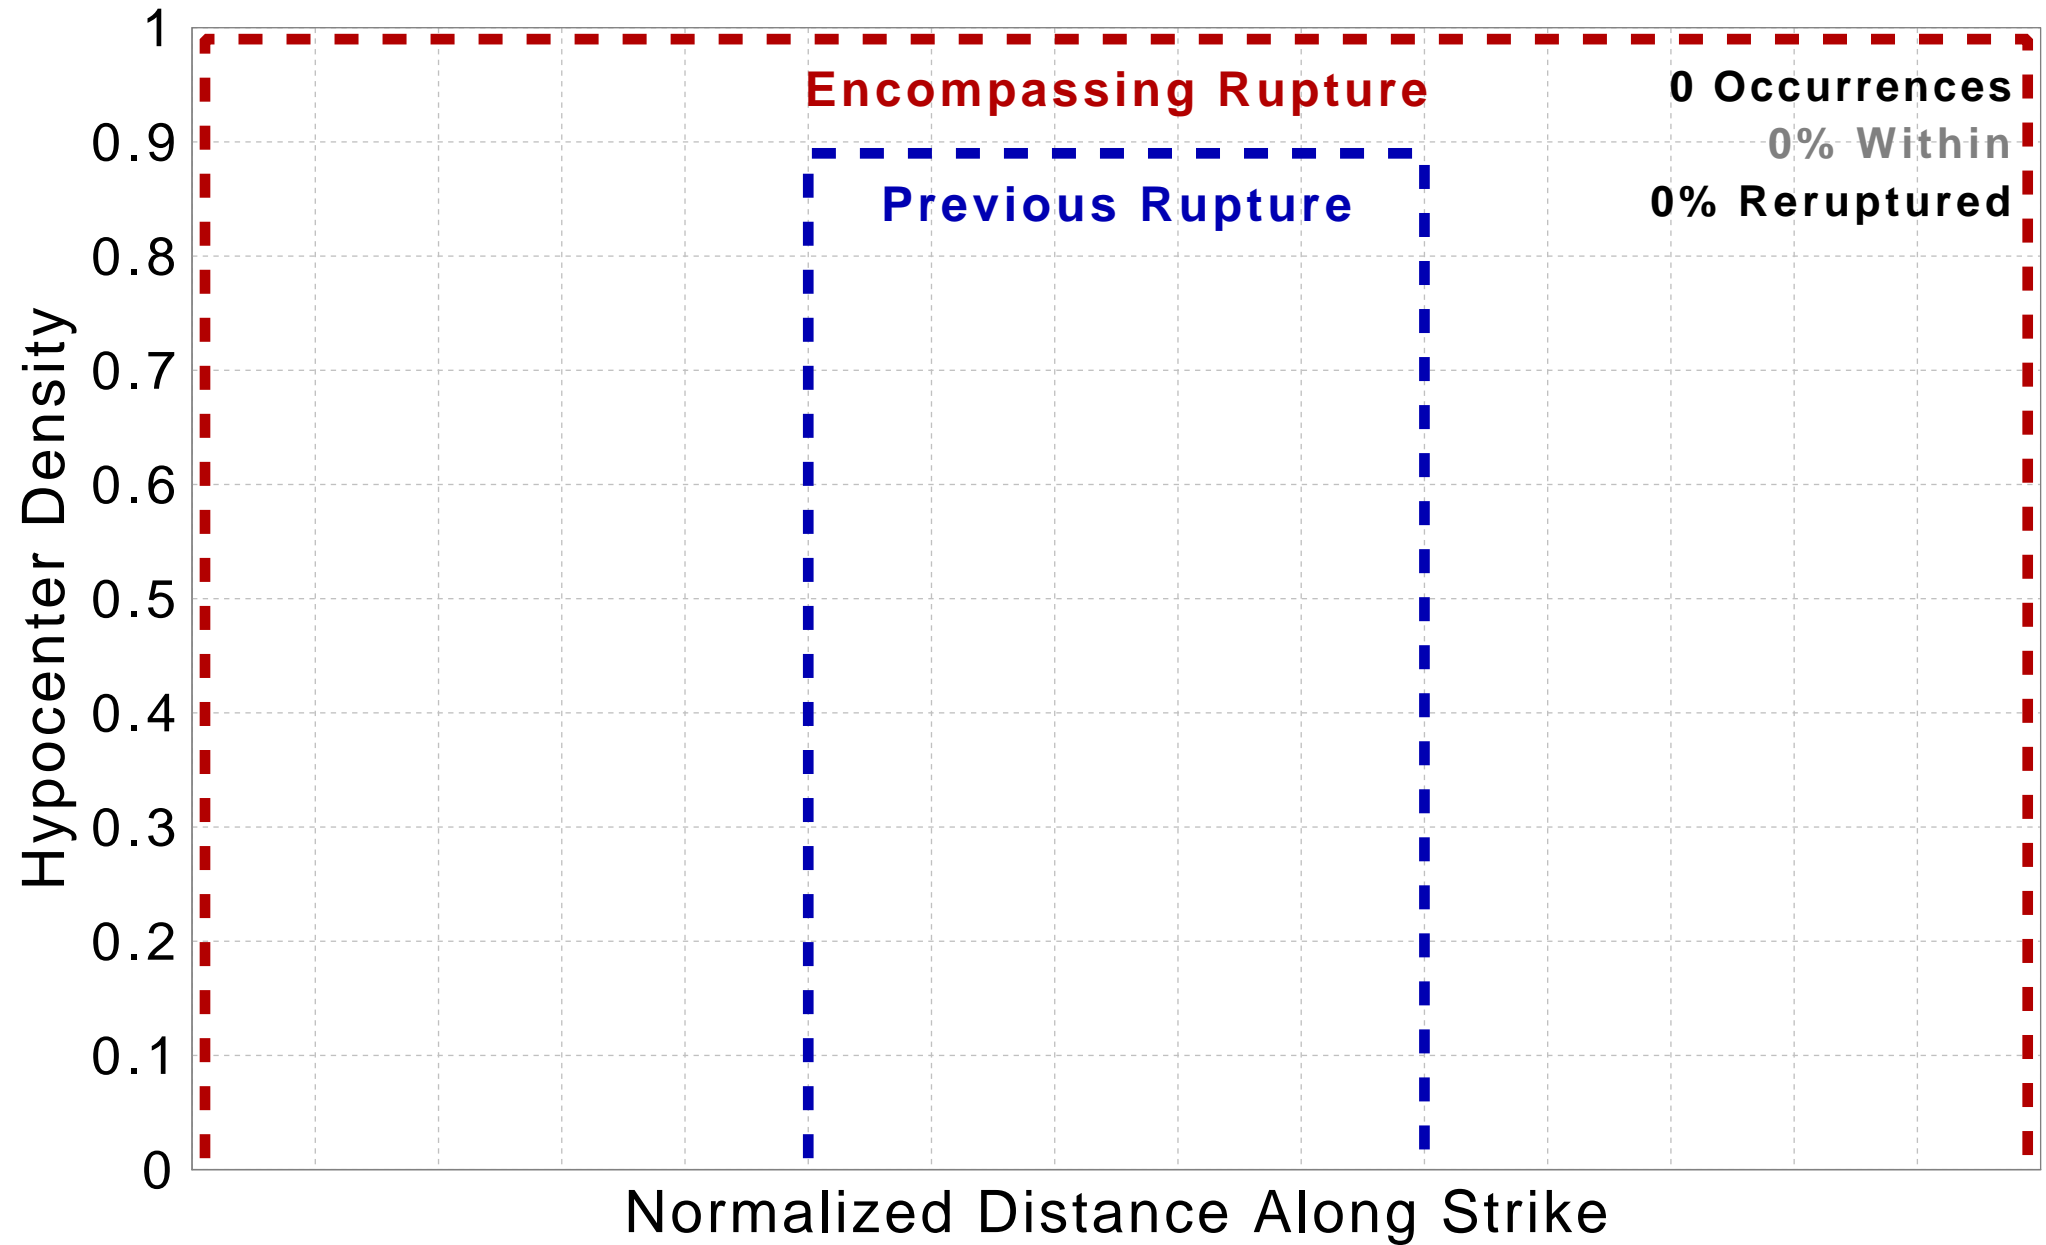 1
Encompassing Rupture
0 Occurrences
0.9
0% Within
Previous Rupture
0% Reruptured
0.8
0.7
0.6
0.5
0.4
0.3
0.2
0.1
0
Hypocenter Density
Normalized Distance Along Strike